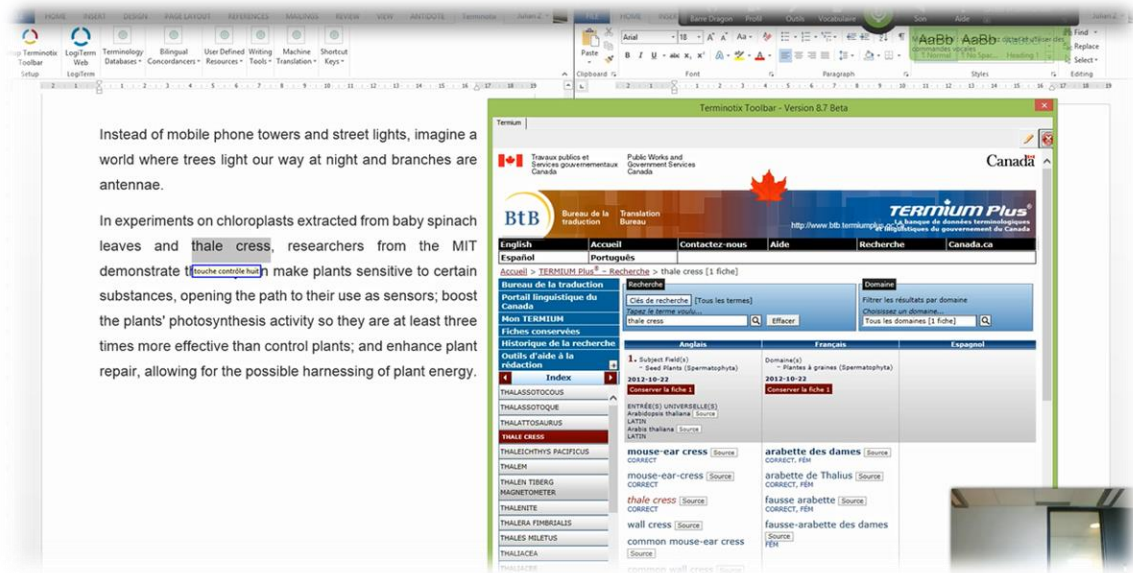 HOME INSERT DESIGN PAGE LAYOUT REFERENCES MAILINGS REVIEW VIEW ANTIDOTE Terminotix Julian Z
Terminotix Toolbar
LogiTerm Web
Terminology Databases
Bilingual Concordancers
User Defined Resources
Writing Tools
Machine Translation
Shortcut Keys
Setup
LogiTerm
Instead of mobile phone towers and street lights, imagine a
world where trees light our way at night and branches are
antennae.
In experiments on chloroplasts extracted from baby spinach
leaves and thale cress, researchers from the MIT
demonstrate t
touche contrôle huit
n make plants sensitive to certain
substances, opening the path to their use as sensors; boost
the plants' photosynthesis activity so they are at least three
times more effective than control plants; and enhance plant
repair, allowing for the possible harnessing of plant energy.
FILE HOME INSER
Barre Dragon Profil Outils Vocabulaire Son Aide
Julian Z
Paste
Arial 18
AaBb AaBb
commandes vocales
Normal No Spac... Heading 1
Find
Replace
Select
Clipboard Font Paragraph Styles Editing
Terminotix Toolbar - Version 8.7 Beta
Termium
Travaux publics et
Services gouvernementaux
Canada
Public Works and
Government Services
Canada
Canada
BtB
Bureau de la
traduction
Translation
Bureau
TERMIUM Plus®
La banque de données terminologiques
et linguistiques du gouvernement du Canada
English Accueil Contactez-nous Aide Recherche Canada.ca
Español Português
Accueil > TERMIUM Plus® – Recherche > thale cress [1 fiche]
Bureau de la traduction
Portail linguistique du
Canada
Mon TERMIUM
Fiches conservées
Historique de la recherche
Outils d'aide à la
rédaction
Index
THALASSOTOCOUS
THALASSOTOQUE
THALATTOSAURUS
THALE CRESS
THALEICHTHYS PACIFICUS
THALEM
THALEN TIBERG
MAGNETOMETER
THALENITE
THALERA FIMBRIALIS
THALES MILETUS
THALIACEA
Recherche
Clés de recherche [Tous les termes]
Tapez le terme voulu...
thale cress
Effacer
Domaine
Filtrer les résultats par domaine
Choisissez un domaine...
Tous les domaines [1 fiche]
Anglais Français Espagnol
1. Subject Field(s)
- Seed Plants (Spermatophyta)
2012-10-22
Conserver la fiche 1
ENTRÉE(S) UNIVERSELLE(S)
Arabidopsis thaliana Source
LATIN
Arabis thaliana Source
LATIN
Domaine(s)
- Plantes à graines (Spermatophyta)
2012-10-22
Conserver la fiche 1
mouse-ear cress Source
CORRECT
mouse-ear-cress Source
CORRECT
thale cress Source
CORRECT
wall cress Source
common mouse-ear cress
Source
common wall cress Source
arabette des dames Source
CORRECT, FÉM
arabette de Thalius Source
CORRECT, FÉM
fausse arabette Source
CORRECT, FÉM
fausse-arabette des dames
Source
FÉM